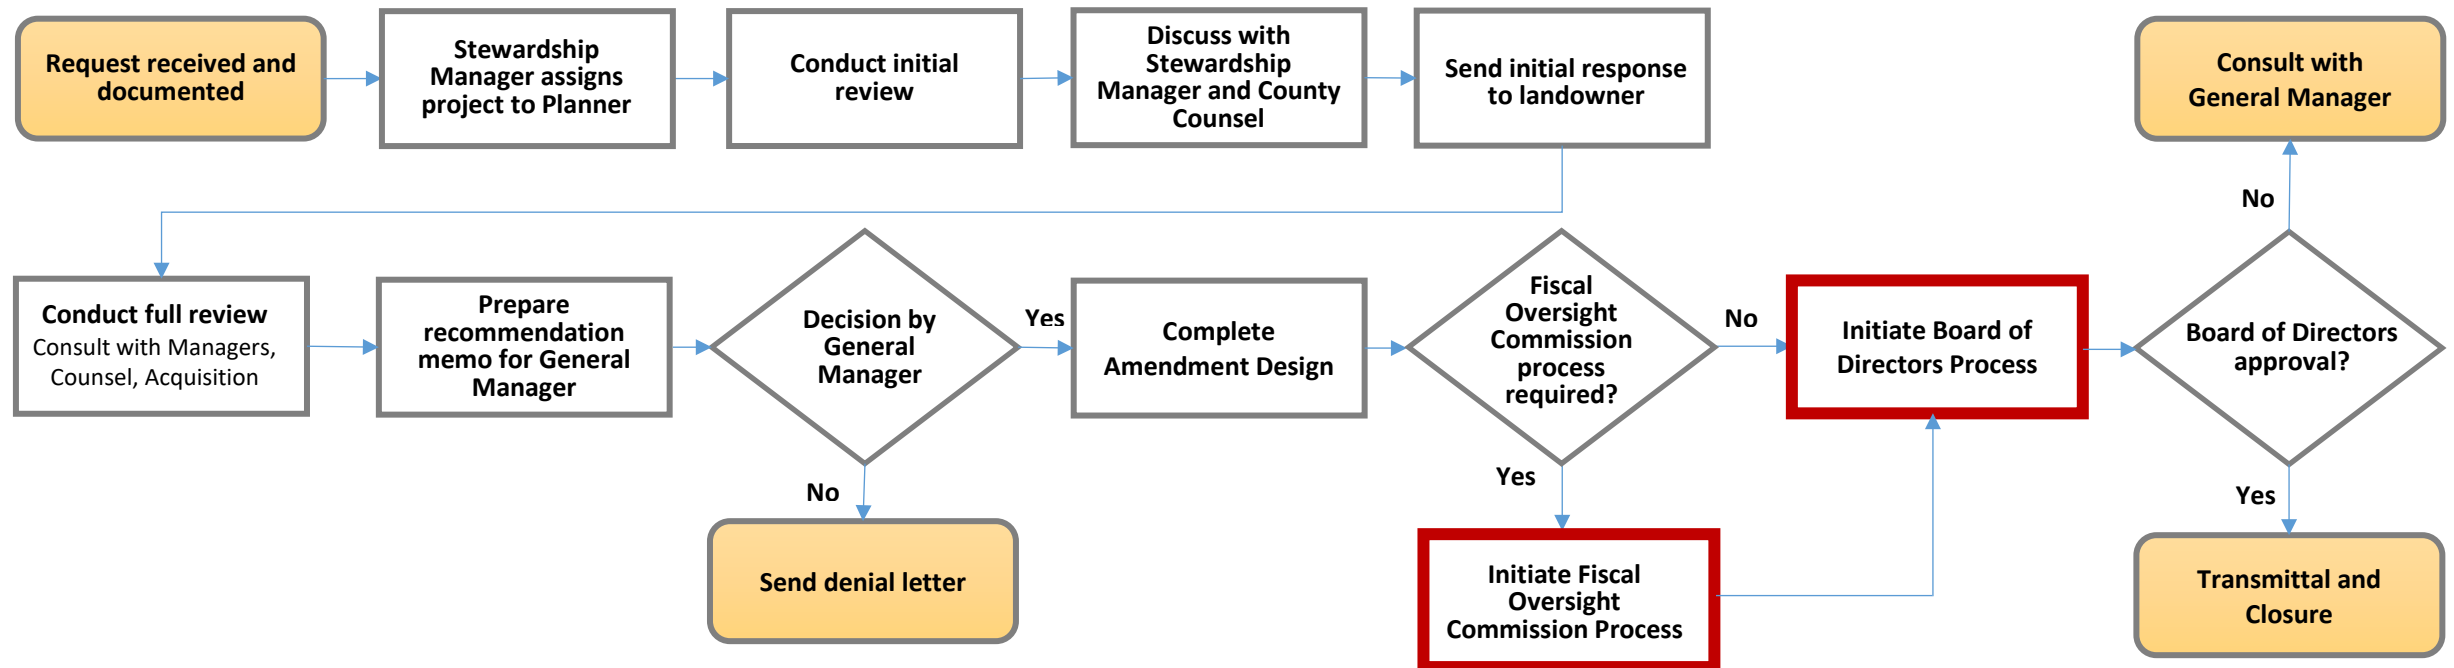 Request received and
documented
Stewardship
Manager assigns
project to Planner
Conduct initial
review
Discuss with
Stewardship
Manager and County
Counsel
Send initial response
to landowner
Consult with
General Manager
No
Conduct full review
Consult with Managers,
Counsel, Acquisition
Prepare
recommendation
memo for General
Manager
Decision by
General
Manager
Yes
Complete
Amendment Design
Fiscal
Oversight
Commission
process
required?
No
Initiate Board of
Directors Process
Board of Directors
approval?
No
Send denial letter
Yes
Initiate Fiscal
Oversight
Commission Process
Yes
Transmittal and
Closure